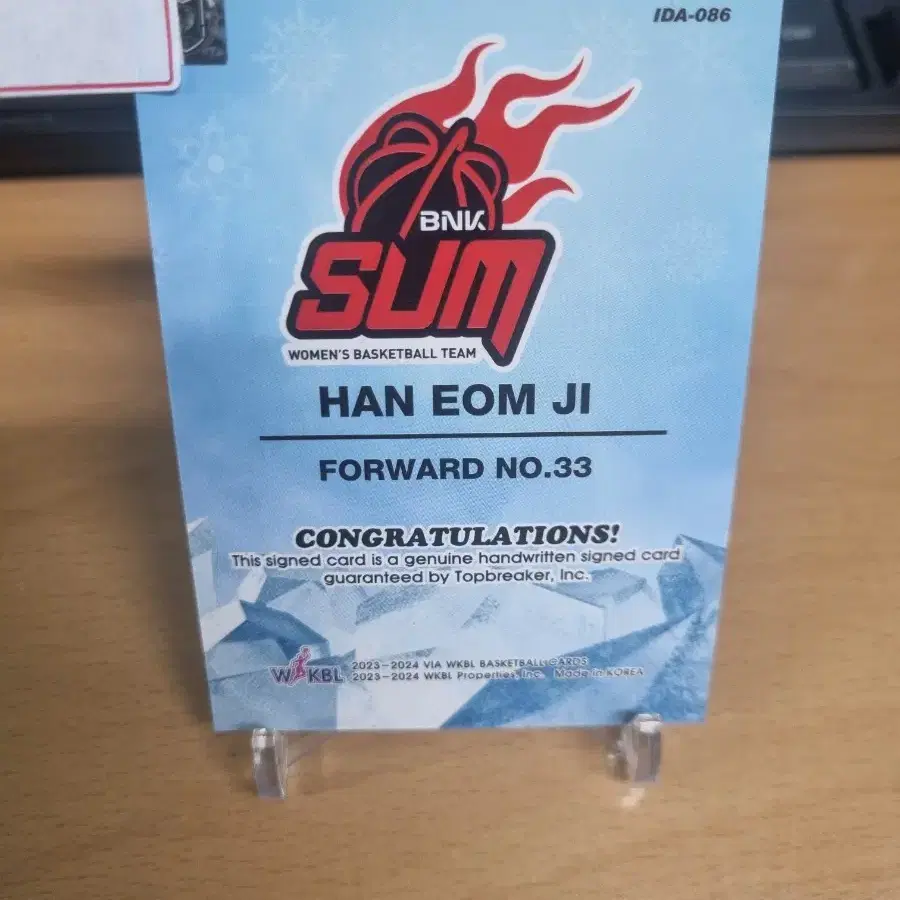 IDA-086
BNK
SUM
WOMEN'S BASKETBALL TEAM
HAN EOM JI
FORWARD NO.33
CONGRATULATIONS!
This signed card is a genuine handwritten signed card
guaranteed by Topbreaker, Inc.
WKBL
2023-2024 VIA WKBL BASKETBALL CARDS
2023-2024 WKBL Properties, Inc. Made in KOREA